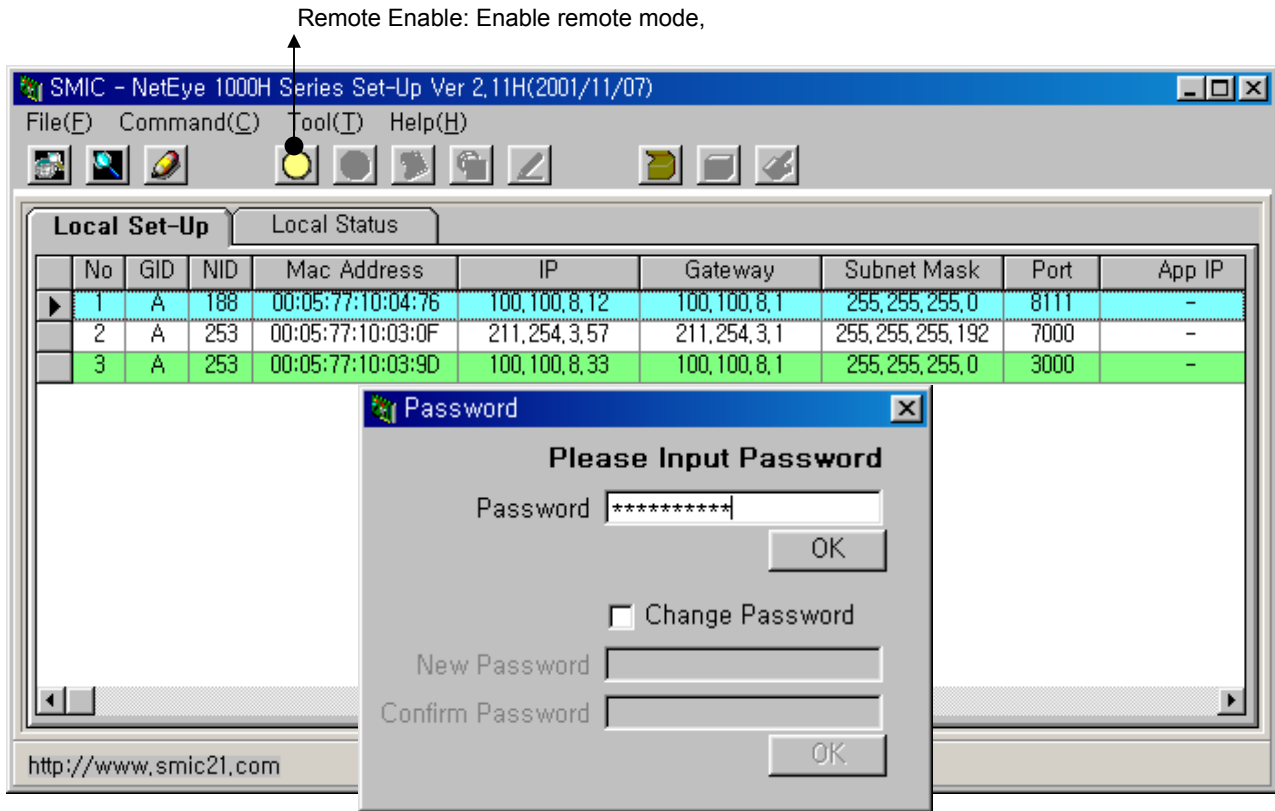 Remote Enable: Enable remote mode,
SMIC - NetEye 1000H Series Set-Up Ver 2,11H(2001/11/07)
File(F) Command(C) Tool(T) Help(H)
Local Set-Up Local Status
No GID NID Mac Address IP Gateway Subnet Mask Port App IP
1 A 188 00:05:77:10:04:76 100,100,8,12 100,100,8,1 255,255,255,0 8111 -
2 A 253 00:05:77:10:03:0F 211,254,3,57 211,254,3,1 255,255,255,192 7000 -
3 A 253 00:05:77:10:03:9D 100,100,8,33 100,100,8,1 255,255,255,0 3000 -
Password
Please Input Password
Password **********
OK
Change Password
New Password
Confirm Password
OK
http://www,smic21,com